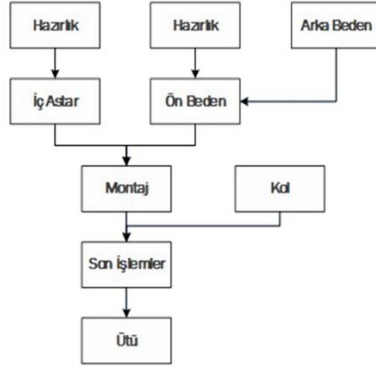 Hazırlık
Hazırlık
Arka Beden
İç Astar
Ön Beden
Montaj
Kol
Son İşlemler
Ütü